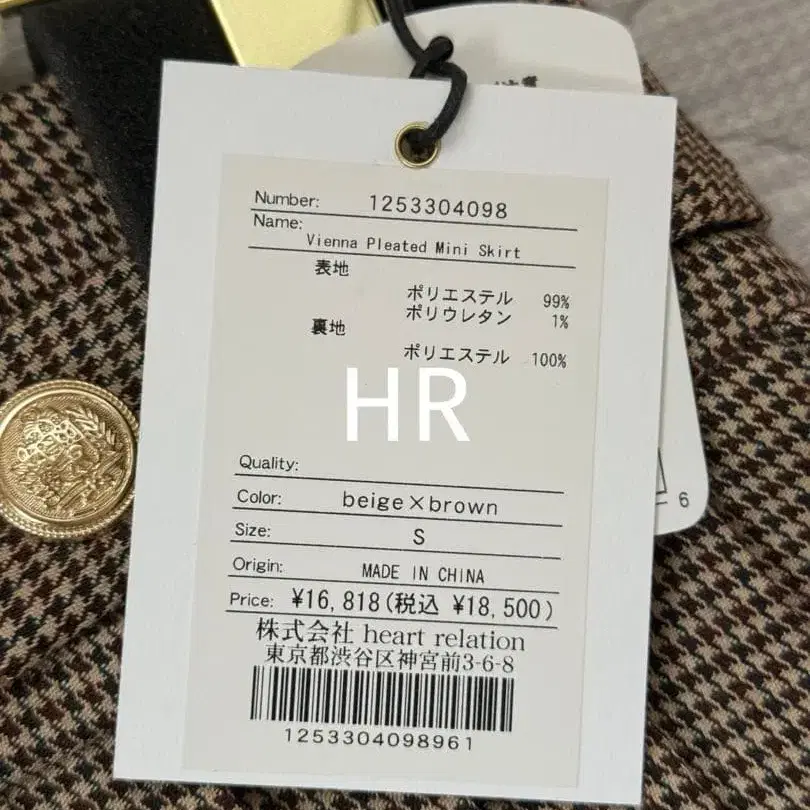 Number: 1253304098
Name:
Vienna Pleated Mini Skirt
表地
ポリエステル 99%
ポリウレタン 1%
裏地
ポリエステル 100%
HR
Quality:
Color: beige×brown
Size: S
Origin: MADE IN CHINA
Price: ¥16,818(税込 ¥18,500)
株式会社 heart relation
東京都渋谷区神宮前3-6-8
1253304098961
6